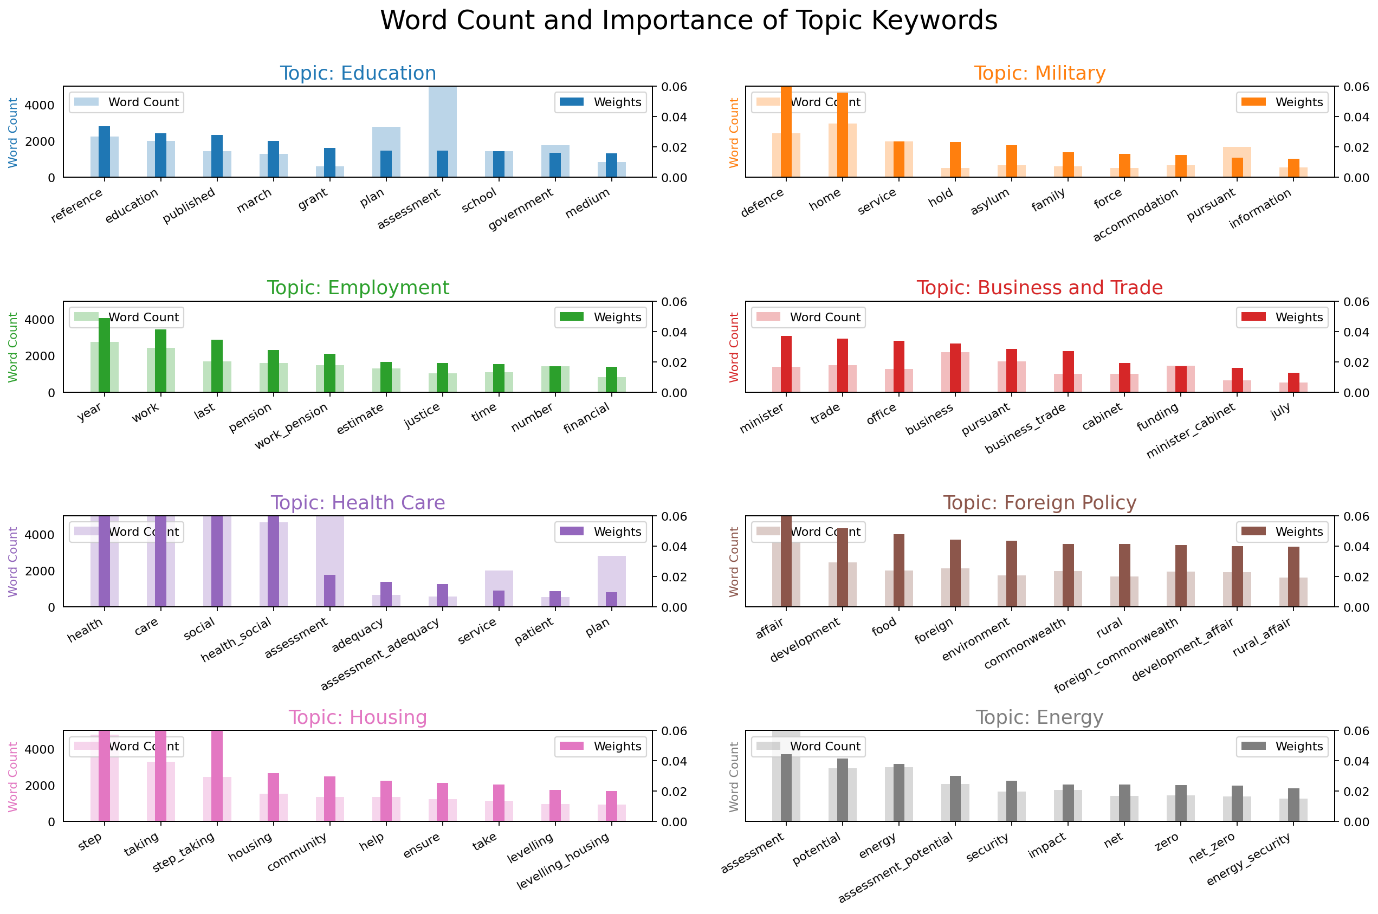 Word Count and Importance of Topic Keywords
Topic: Education
Word Count
Weights
Word Count
4000
2000
0
0.06
0.04
0.02
0.00
reference
education
published
march
grant
plan
assessment
school
government
medium
Topic: Military
Word Count
Weights
Word Count
0.06
0.04
0.02
0.00
defence
home
service
hold
asylum
family
force
accommodation
pursuant
information
Topic: Employment
Word Count
Weights
Word Count
4000
2000
0
0.06
0.04
0.02
0.00
year
work
last
pension
work_pension
estimate
justice
time
number
financial
Topic: Business and Trade
Word Count
Weights
Word Count
0.06
0.04
0.02
0.00
minister
trade
office
business
pursuant
business_trade
cabinet
funding
minister_cabinet
july
Topic: Health Care
Word Count
Weights
Word Count
4000
2000
0
0.06
0.04
0.02
0.00
health
care
social
health_social
assessment
adequacy
assessment_adequacy
service
patient
plan
Topic: Foreign Policy
Word Count
Weights
Word Count
0.06
0.04
0.02
0.00
affair
development
food
foreign
environment
commonwealth
rural
foreign_commonwealth
development_affair
rural_affair
Topic: Housing
Word Count
Weights
Word Count
4000
2000
0
0.06
0.04
0.02
0.00
step
taking
step_taking
housing
community
help
ensure
take
levelling
levelling_housing
Topic: Energy
Word Count
Weights
Word Count
0.06
0.04
0.02
0.00
assessment
potential
energy
assessment_potential
security
impact
net
zero
net_zero
energy_security